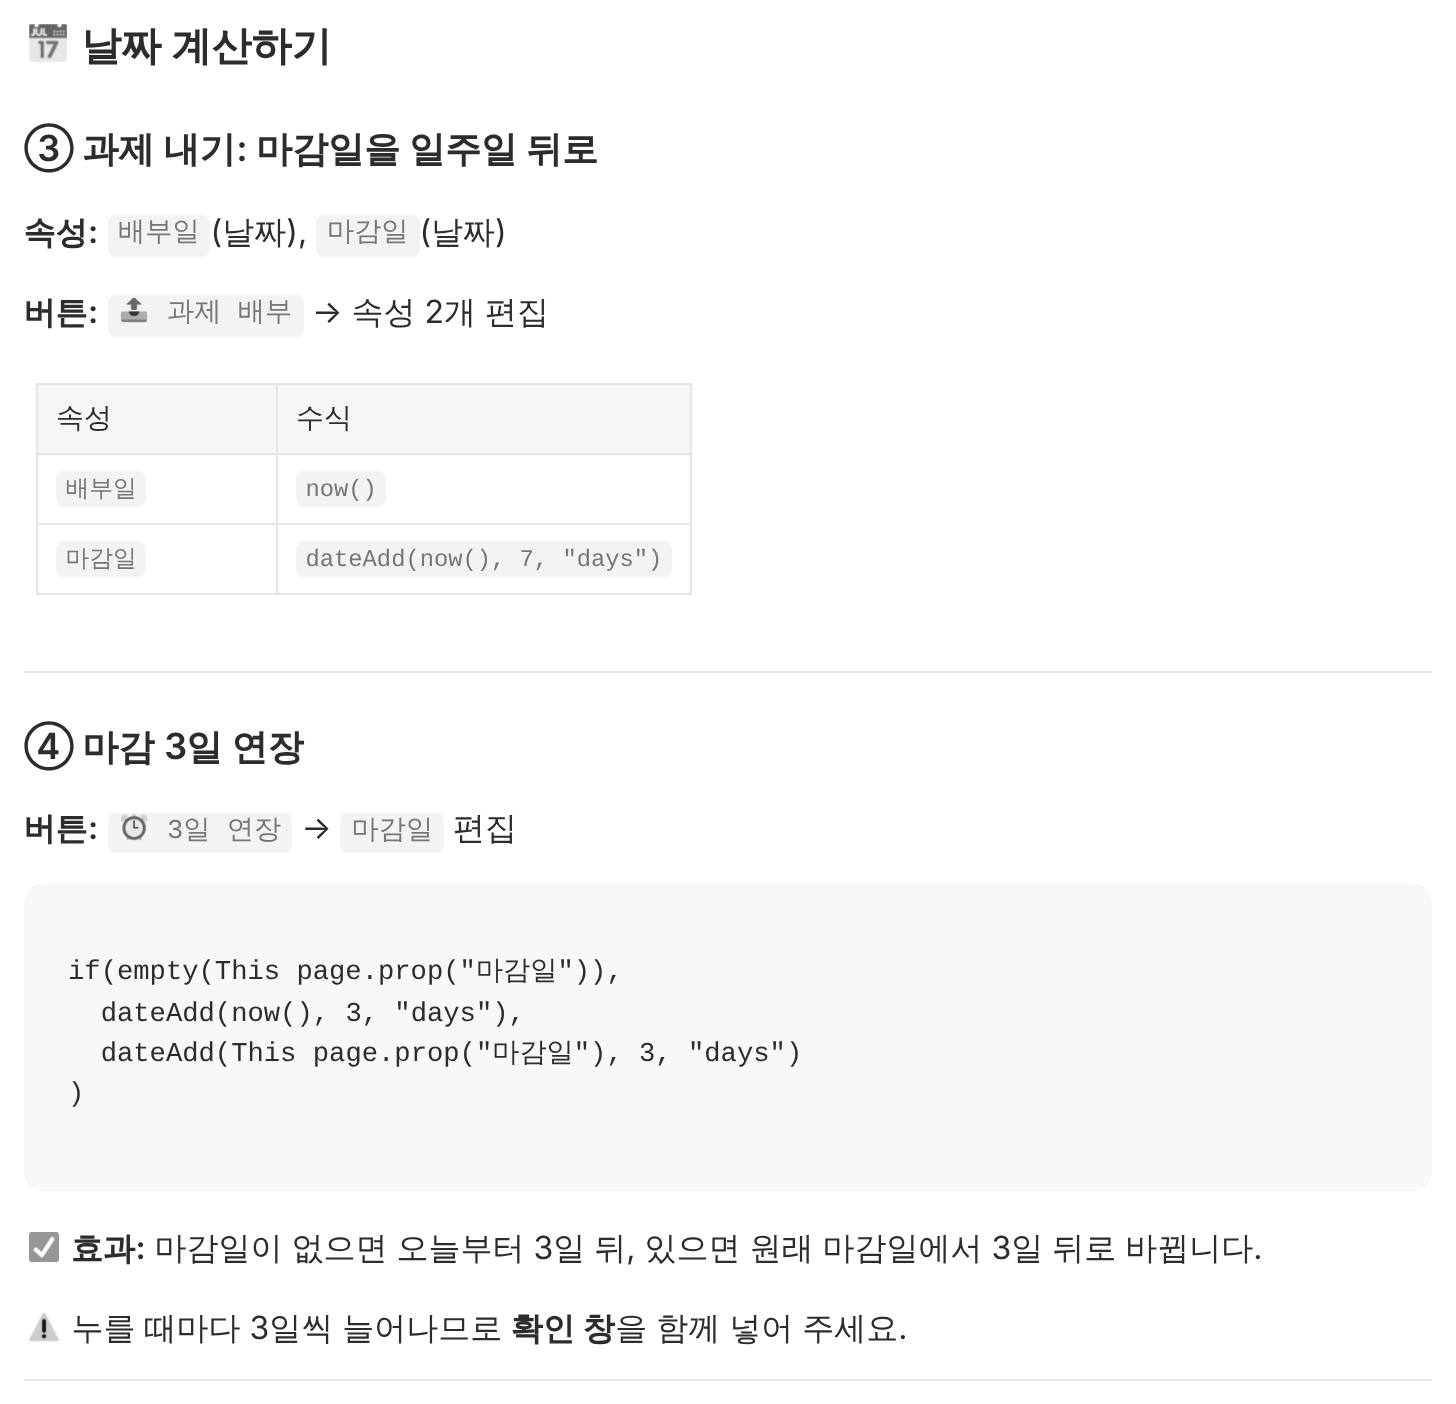 📅 날짜 계산하기
③ 과제 내기: 마감일을 일주일 뒤로
속성: 배부일(날짜), 마감일(날짜)
버튼: 📤 과제 배부 → 속성 2개 편집
속성 수식
배부일 now()
마감일 dateAdd(now(), 7, "days")
④ 마감 3일 연장
버튼: ⏰ 3일 연장 → 마감일 편집
if(empty(This page.prop("마감일")),
  dateAdd(now(), 3, "days"),
  dateAdd(This page.prop("마감일"), 3, "days")
)
☑ 효과: 마감일이 없으면 오늘부터 3일 뒤, 있으면 원래 마감일에서 3일 뒤로 바뀝니다.
⚠ 누를 때마다 3일씩 늘어나므로 확인 창을 함께 넣어 주세요.